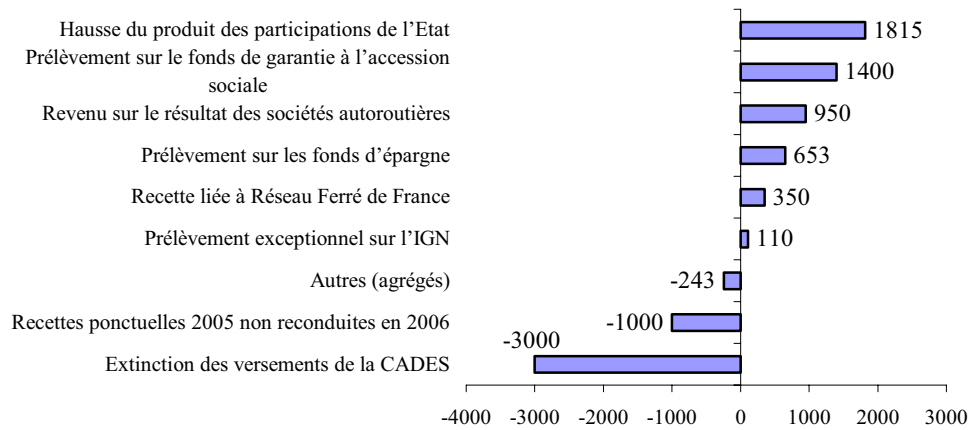 Hausse du produit des participations de l’Etat
1815
Prélèvement sur le fonds de garantie à l’accession
sociale
1400
Revenu sur le résultat des sociétés autoroutières
950
Prélèvement sur les fonds d’épargne
653
Recette liée à Réseau Ferré de France
350
Prélèvement exceptionnel sur l’IGN
110
Autres (agrégés)
-243
Recettes ponctuelles 2005 non reconduites en 2006
-1000
Extinction des versements de la CADES
-3000
-4000 -3000 -2000 -1000 0 1000 2000 3000